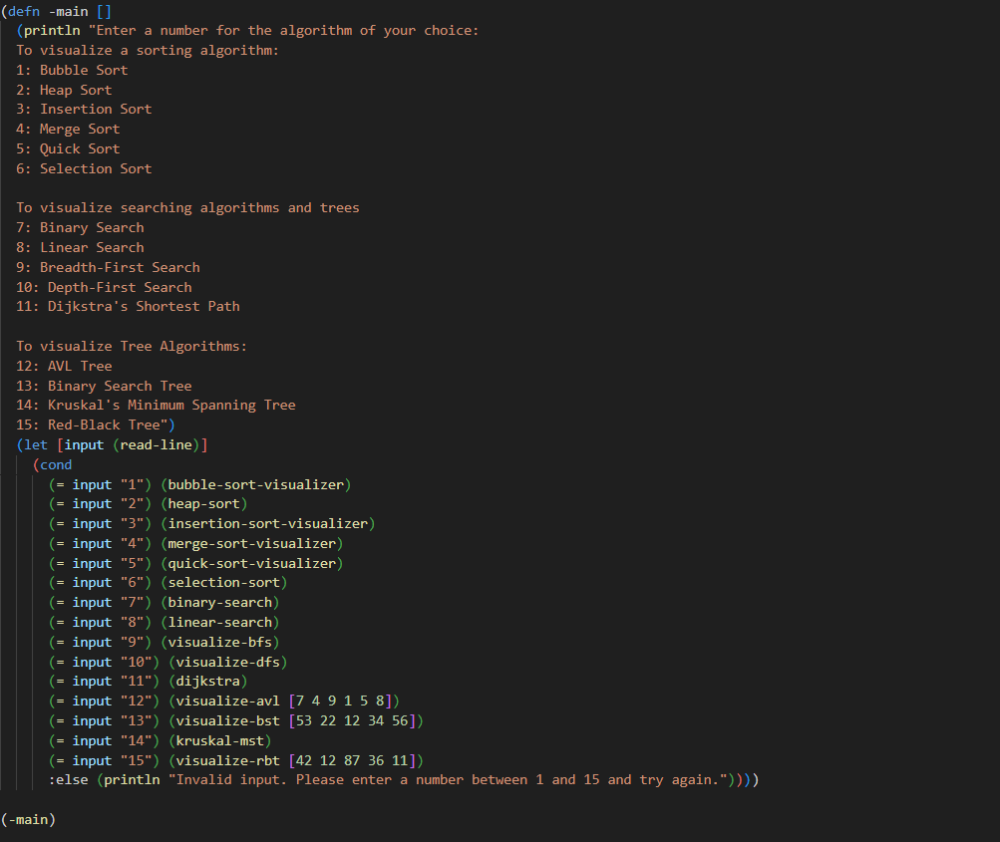 (defn -main []
  (println "Enter a number for the algorithm of your choice:
  To visualize a sorting algorithm:
  1: Bubble Sort
  2: Heap Sort
  3: Insertion Sort
  4: Merge Sort
  5: Quick Sort
  6: Selection Sort

  To visualize searching algorithms and trees
  7: Binary Search
  8: Linear Search
  9: Breadth-First Search
  10: Depth-First Search
  11: Dijkstra's Shortest Path

  To visualize Tree Algorithms:
  12: AVL Tree
  13: Binary Search Tree
  14: Kruskal's Minimum Spanning Tree
  15: Red-Black Tree")
  (let [input (read-line)]
    (cond
      (= input "1") (bubble-sort-visualizer)
      (= input "2") (heap-sort)
      (= input "3") (insertion-sort-visualizer)
      (= input "4") (merge-sort-visualizer)
      (= input "5") (quick-sort-visualizer)
      (= input "6") (selection-sort)
      (= input "7") (binary-search)
      (= input "8") (linear-search)
      (= input "9") (visualize-bfs)
      (= input "10") (visualize-dfs)
      (= input "11") (dijkstra)
      (= input "12") (visualize-avl [7 4 9 1 5 8])
      (= input "13") (visualize-bst [53 22 12 34 56])
      (= input "14") (kruskal-mst)
      (= input "15") (visualize-rbt [42 12 87 36 11])
      :else (println "Invalid input. Please enter a number between 1 and 15 and try again."))))

(-main)